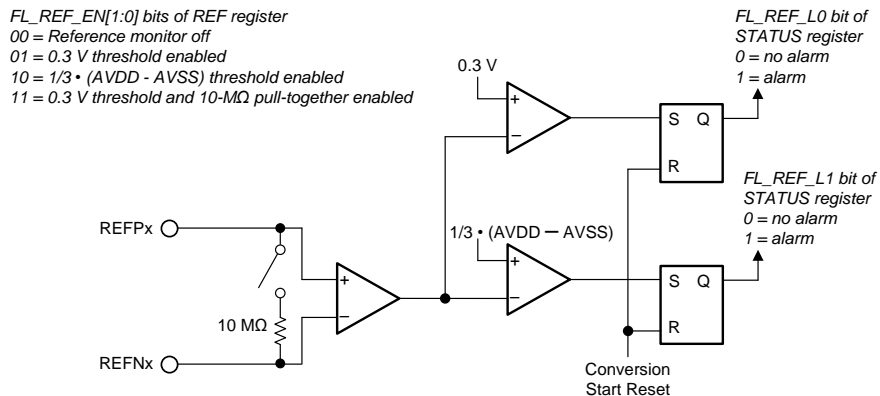 FL_REF_EN[1:0] bits of REF register
00 = Reference monitor off
01 = 0.3 V threshold enabled
10 = 1/3 • (AVDD - AVSS) threshold enabled
11 = 0.3 V threshold and 10-MΩ pull-together enabled
FL_REF_L0 bit of
STATUS register
0 = no alarm
1 = alarm
0.3 V
+
−
S Q
R
FL_REF_L1 bit of
STATUS register
0 = no alarm
1 = alarm
REFPx
1/3 • (AVDD − AVSS)
+
−
S Q
R
+
−
10 MΩ
REFNx
Conversion
Start Reset